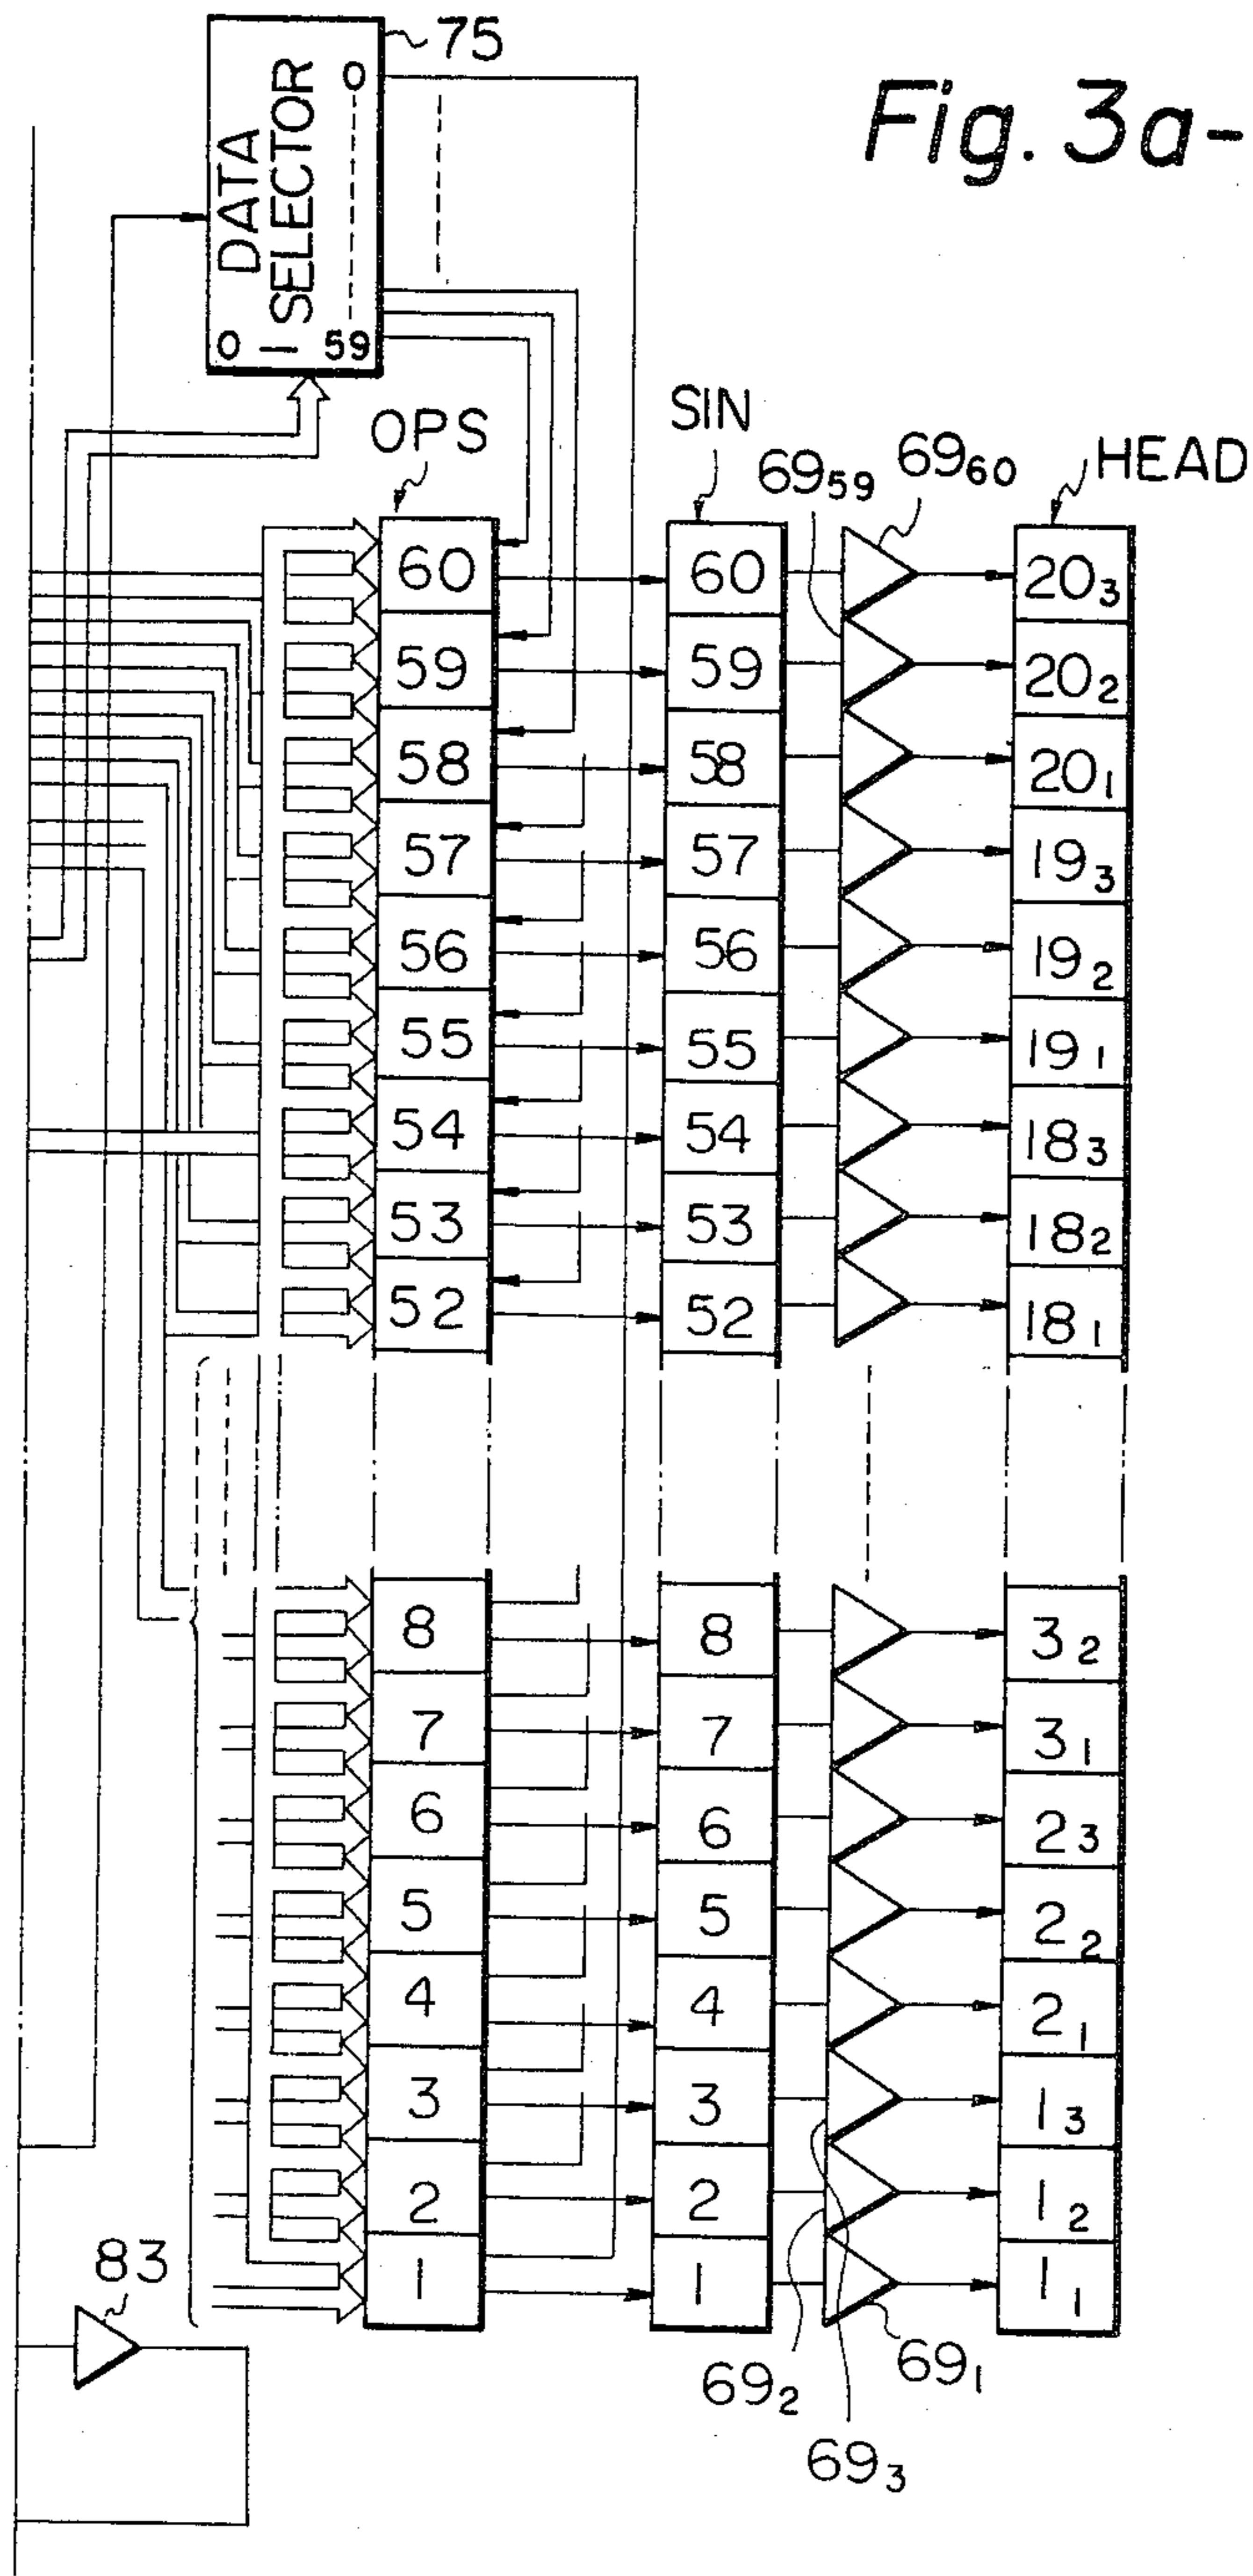 75
Fig. 3a-
DATA
SELECTOR
0
0 — 59
OPS
SIN
69₅₉
69₆₀
HEAD
60 60 20₃
59 59 20₂
58 58 20₁
57 57 19₃
56 56 19₂
55 55 19₁
54 54 18₃
53 53 18₂
52 52 18₁
8 8 3₂
7 7 3₁
6 6 2₃
5 5 2₂
4 4 2₁
3 3 1₃
2 2 1₂
1 1 1₁
83
69₂
69₁
69₃